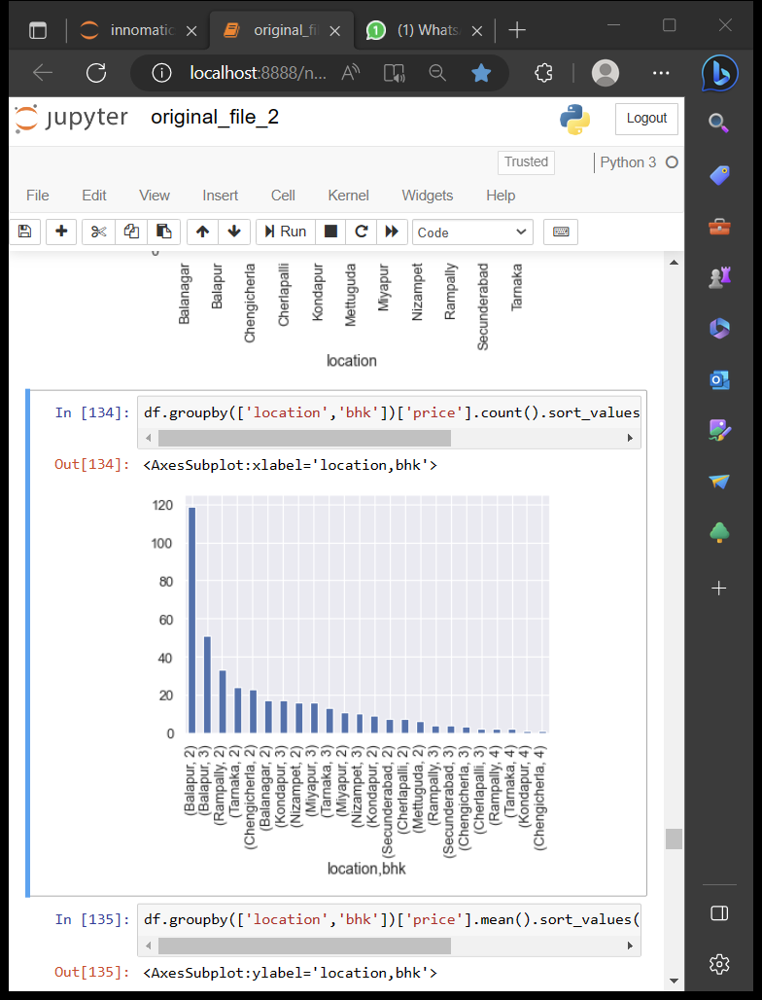 innomatic
original_fil
1
(1) Whats
localhost:8888/n...
jupyter
original_file_2
Logout
Trusted
Python 3
File Edit View Insert Cell Kernel Widgets Help
Run
Code
0
Balanagar
Balapur
Chengicherla
Cherlapalli
Kondapur
Mettuguda
Miyapur
Nizampet
Rampally
Secunderabad
Tarnaka
location
In [134]: df.groupby(['location','bhk'])['price'].count().sort_values
Out[134]: <AxesSubplot:xlabel='location,bhk'>
120
100
80
60
40
20
0
(Balapur, 2)
(Balapur, 3)
(Rampally, 2)
(Tarnaka, 2)
(Chengicherla, 2)
(Balanagar, 2)
(Kondapur, 3)
(Nizampet, 2)
(Miyapur, 3)
(Tarnaka, 3)
(Miyapur, 2)
(Nizampet, 3)
(Kondapur, 2)
(Secunderabad, 2)
(Cherlapalli, 2)
(Mettuguda, 2)
(Rampally, 3)
(Secunderabad, 3)
(Chengicherla, 3)
(Cherlapalli, 3)
(Rampally, 4)
(Tarnaka, 4)
(Kondapur, 4)
(Chengicherla, 4)
location,bhk
In [135]: df.groupby(['location','bhk'])['price'].mean().sort_values(
Out[135]: <AxesSubplot:ylabel='location,bhk'>